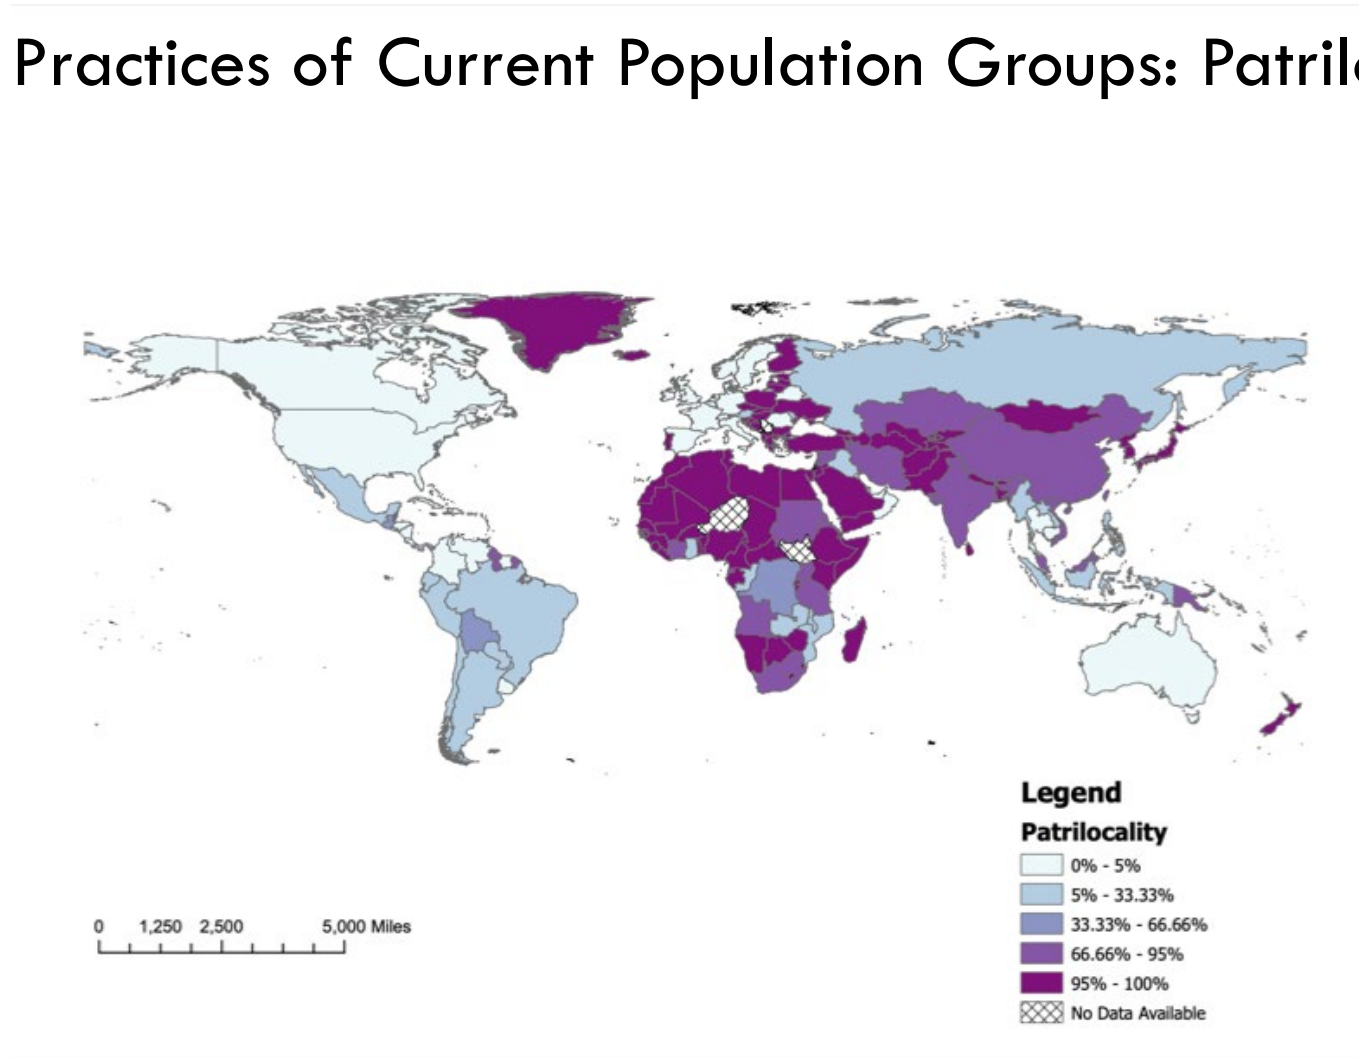 Practices of Current Population Groups: Patril
Legend
Patrilocality
0% - 5%
5% - 33.33%
33.33% - 66.66%
66.66% - 95%
95% - 100%
No Data Available
0 1,250 2,500 5,000 Miles